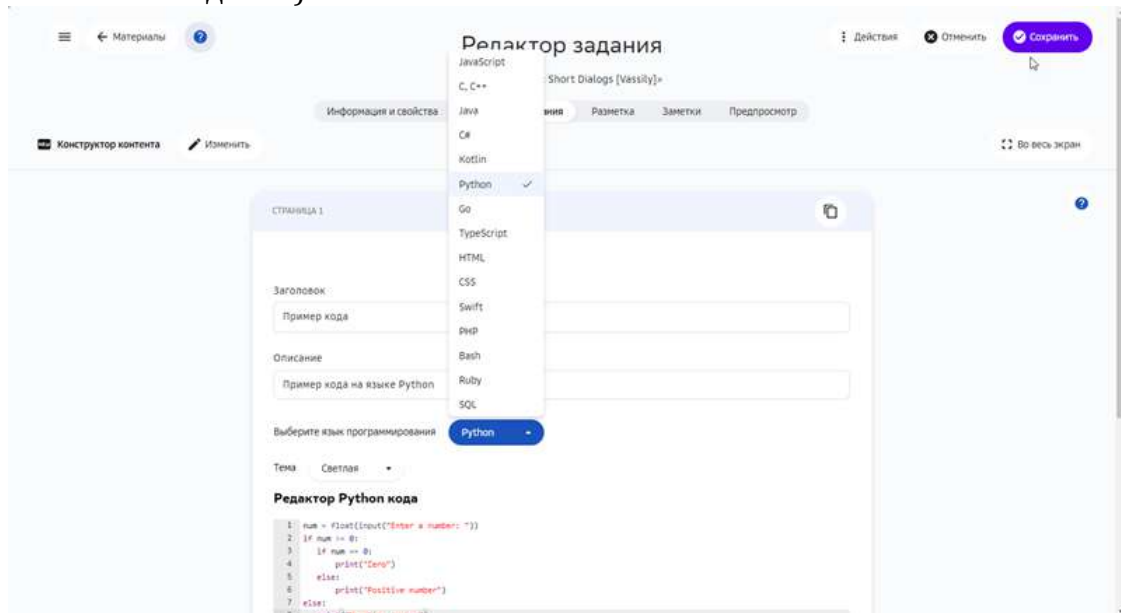 Материалы
Редактор задания
Действия
Отменить
Сохранить
Short Dialogs [Vassily]»
Информация и свойства
ния
Разметка
Заметки
Предпросмотр
Конструктор контента
Изменить
Во весь экран
JavaScript
C, C++
Java
C#
Kotlin
Python
Go
TypeScript
HTML
CSS
Swift
PHP
Bash
Ruby
SQL
СТРАНИЦА 1
Заголовок
Пример кода
Описание
Пример кода на языке Python
Выберите язык программирования
Python
Тема
Светлая
Редактор Python кода
1 num = float(input("Enter a number: "))
2 if num >= 0:
3 if num == 0:
4 print("Zero")
5 else:
6 print("Positive number")
7 else: